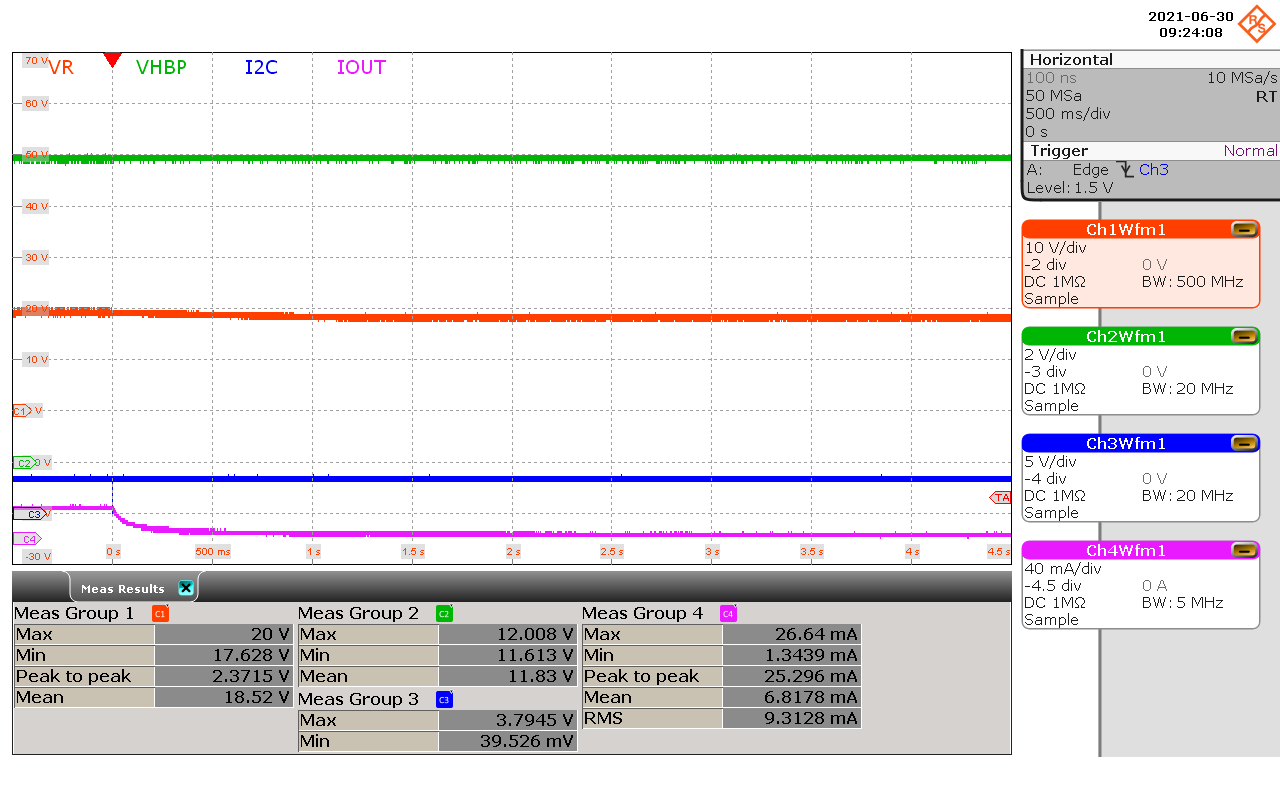 2021-06-30
09:24:08
R&S
70 V VR VHBP I2C IOUT
60 V
50 V
40 V
30 V
20 V
10 V
C1 V
C2 0 V
C3 V
TA
C4
-30 V 0 s 500 ms 1 s 1.5 s 2 s 2.5 s 3 s 3.5 s 4 s 4.5 s
Horizontal
100 ns 10 MSa/s
50 MSa RT
500 ms/div
0 s
Trigger Normal
A: Edge Ch3
Level: 1.5 V
Ch1Wfm1
10 V/div
-2 div 0 V
DC 1MΩ BW: 500 MHz
Sample
Ch2Wfm1
2 V/div
-3 div 0 V
DC 1MΩ BW: 20 MHz
Sample
Ch3Wfm1
5 V/div
-4 div 0 V
DC 1MΩ BW: 20 MHz
Sample
Ch4Wfm1
40 mA/div
-4.5 div 0 A
DC 1MΩ BW: 5 MHz
Sample
Meas Results
Meas Group 1 C1
Max 20 V
Min 17.628 V
Peak to peak 2.3715 V
Mean 18.52 V
Meas Group 2 C2
Max 12.008 V
Min 11.613 V
Mean 11.83 V
Meas Group 3 C3
Max 3.7945 V
Min 39.526 mV
Meas Group 4 C4
Max 26.64 mA
Min 1.3439 mA
Peak to peak 25.296 mA
Mean 6.8178 mA
RMS 9.3128 mA